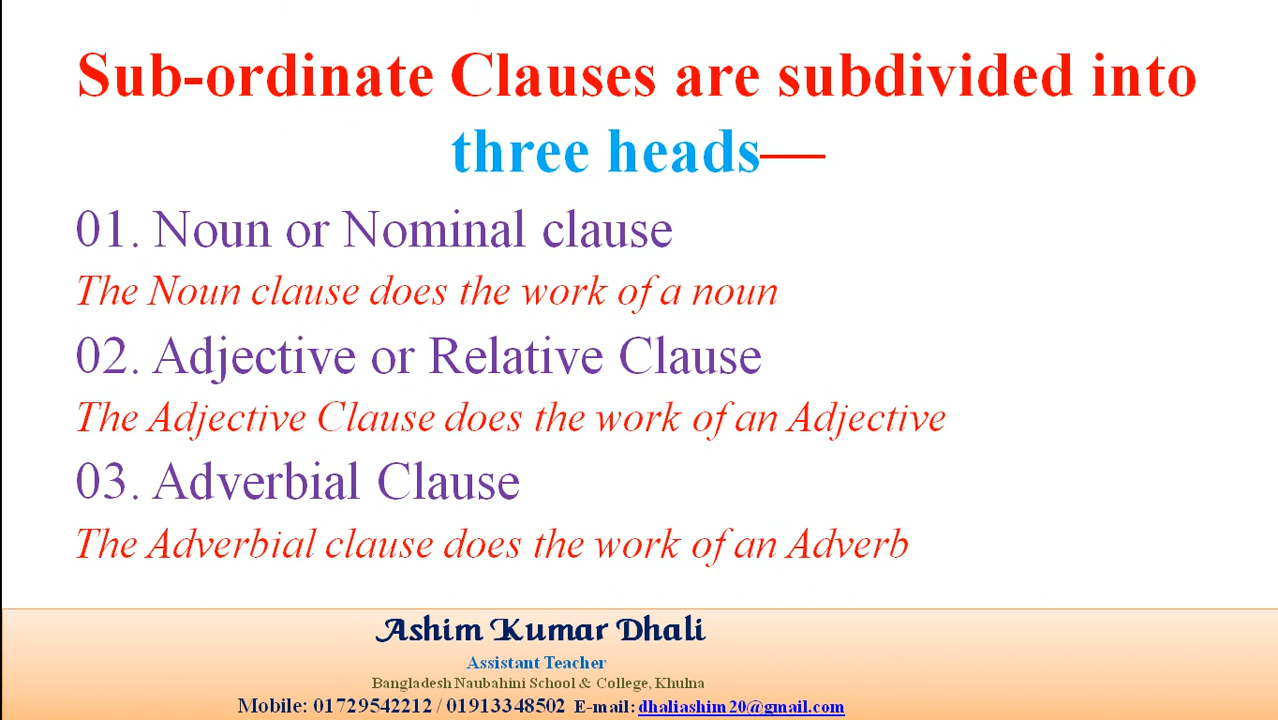 Sub-ordinate Clauses are subdivided into
three heads—
01. Noun or Nominal clause
The Noun clause does the work of a noun
02. Adjective or Relative Clause
The Adjective Clause does the work of an Adjective
03. Adverbial Clause
The Adverbial clause does the work of an Adverb
Ashim Kumar Dhali
Assistant Teacher
Bangladesh Naubahini School & College, Khulna
Mobile: 01729542212 / 01913348502 E-mail: dhaliashim20@gmail.com